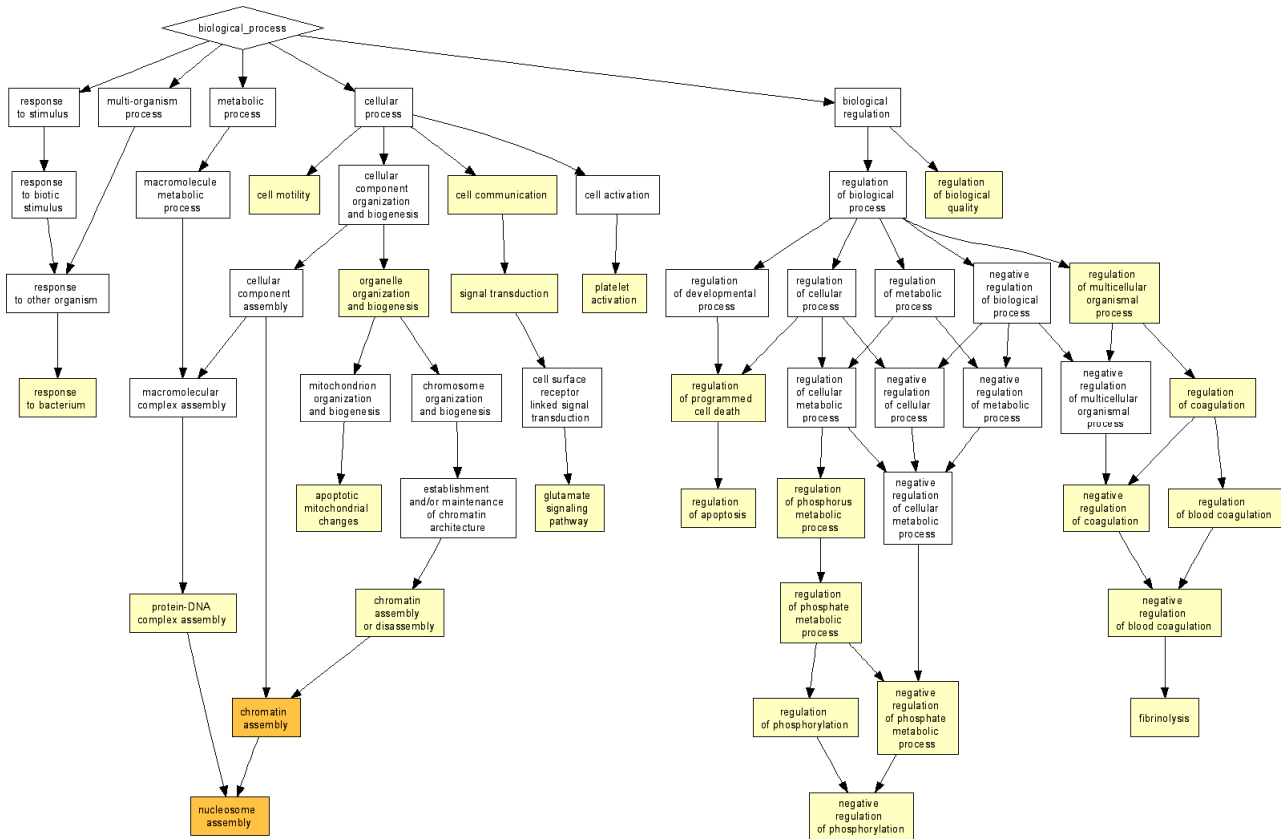 biological_process
response
to stimulus
multi-organism
process
metabolic
process
cellular
process
biological
regulation
response
to biotic
stimulus
macromolecule
metabolic
process
cell motility
cellular
component
organization
and biogenesis
cell communication
cell activation
regulation
of biological
process
regulation
of biological
quality
response
to other organism
cellular
component
assembly
organelle
organization
and biogenesis
signal transduction
platelet
activation
regulation
of developmental
process
regulation
of cellular
process
regulation
of metabolic
process
negative
regulation
of biological
process
regulation
of multicellular
organismal
process
response
to bacterium
macromolecular
complex assembly
mitochondrion
organization
and biogenesis
chromosome
organization
and biogenesis
cell surface
receptor
linked signal
transduction
regulation
of programmed
cell death
regulation
of cellular
metabolic
process
negative
regulation
of cellular
process
negative
regulation
of metabolic
process
negative
regulation
of multicellular
organismal
process
regulation
of coagulation
apoptotic
mitochondrial
changes
establishment
and/or maintenance
of chromatin
architecture
glutamate
signaling
pathway
regulation
of apoptosis
regulation
of phosphorus
metabolic
process
negative
regulation
of cellular
metabolic
process
negative
regulation
of coagulation
regulation
of blood coagulation
protein-DNA
complex assembly
chromatin
assembly
or disassembly
regulation
of phosphate
metabolic
process
negative
regulation
of blood coagulation
chromatin
assembly
regulation
of phosphorylation
negative
regulation
of phosphate
metabolic
process
fibrinolysis
nucleosome
assembly
negative
regulation
of phosphorylation